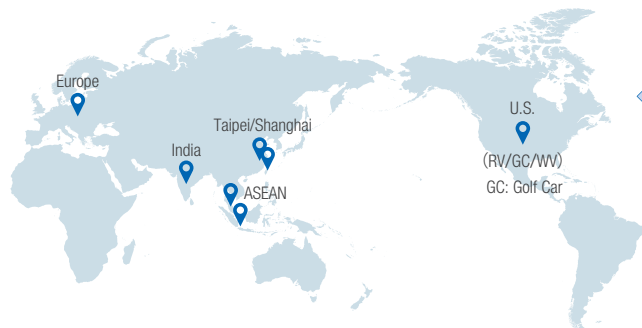 Europe
Taipei/Shanghai
India
ASEAN
U.S.
(RV/GC/WV)
GC: Golf Car